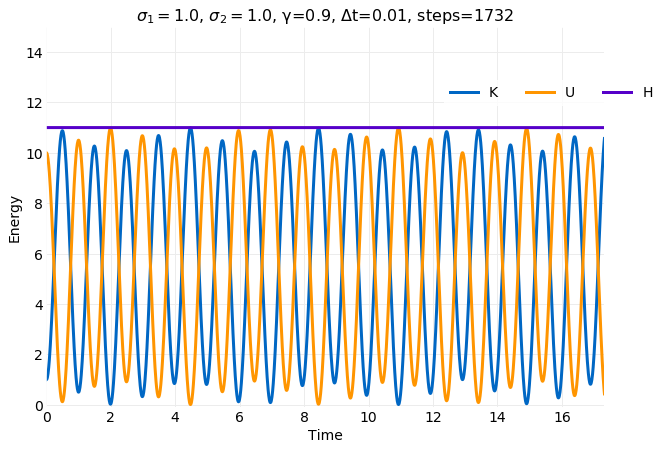 σ₁ = 1.0, σ₂ = 1.0, γ=0.9, Δt=0.01, steps=1732
14
12
10
8
6
4
2
0
Energy
K U H
0 2 4 6 8 10 12 14 16
Time